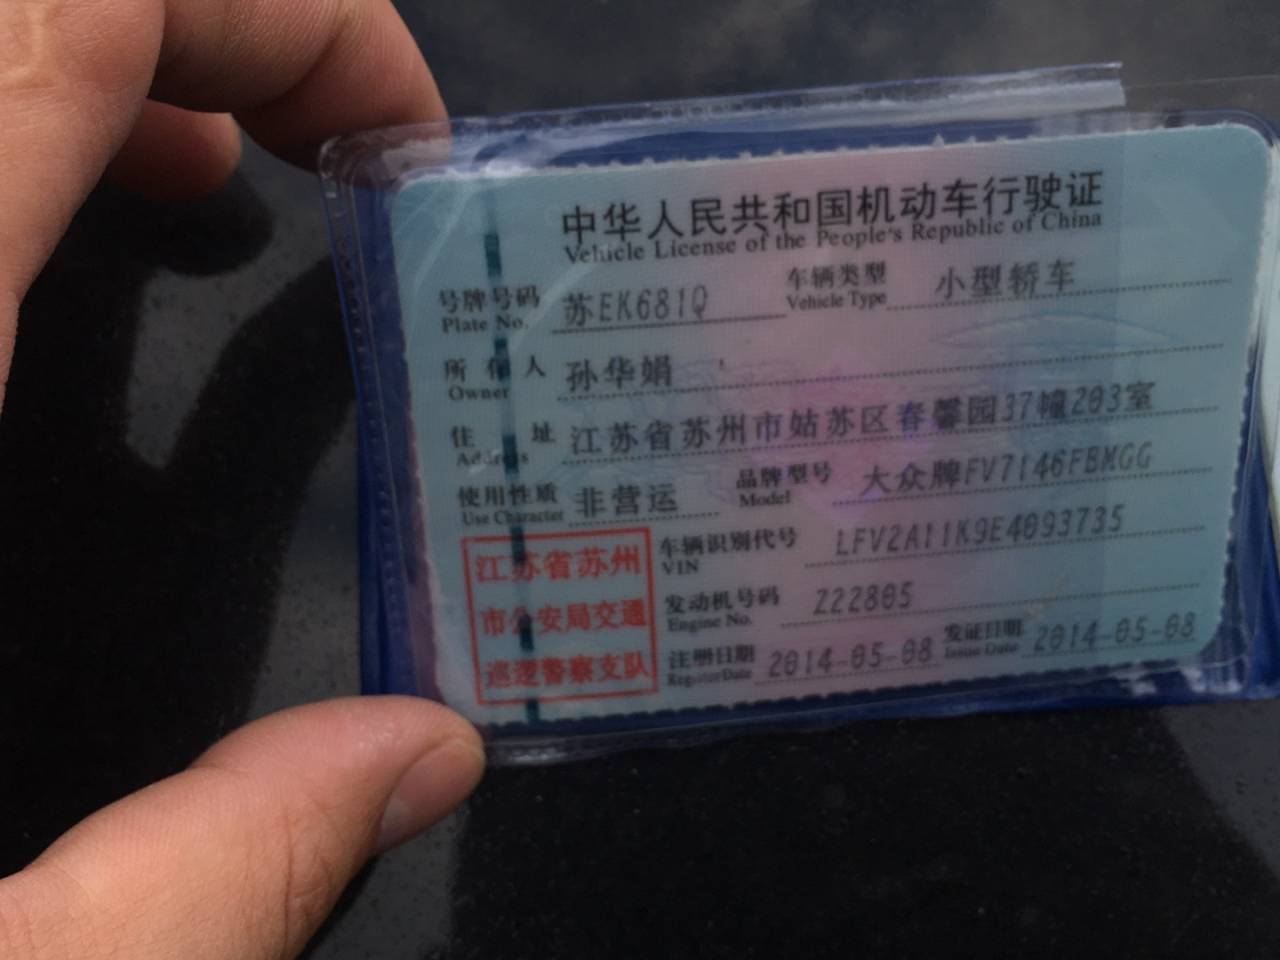 中华人民共和国机动车行驶证
Vehicle License of the People's Republic of China
号牌号码 苏EK681Q 车辆类型 小型轿车
Plate No. Vehicle Type
所有人 孙华娟
Owner
住址 江苏省苏州市姑苏区春馨园37幢203室
Address
使用性质 非营运 品牌型号 大众牌FV7146FBMGG
Use Character Model
车辆识别代号 LFV2A11K9E4093735
VIN
发动机号码 Z22805
Engine No.
注册日期 2014-05-08 发证日期 2014-05-08
Register Date Issue Date
江苏省苏州
市公安局交通
巡逻警察支队